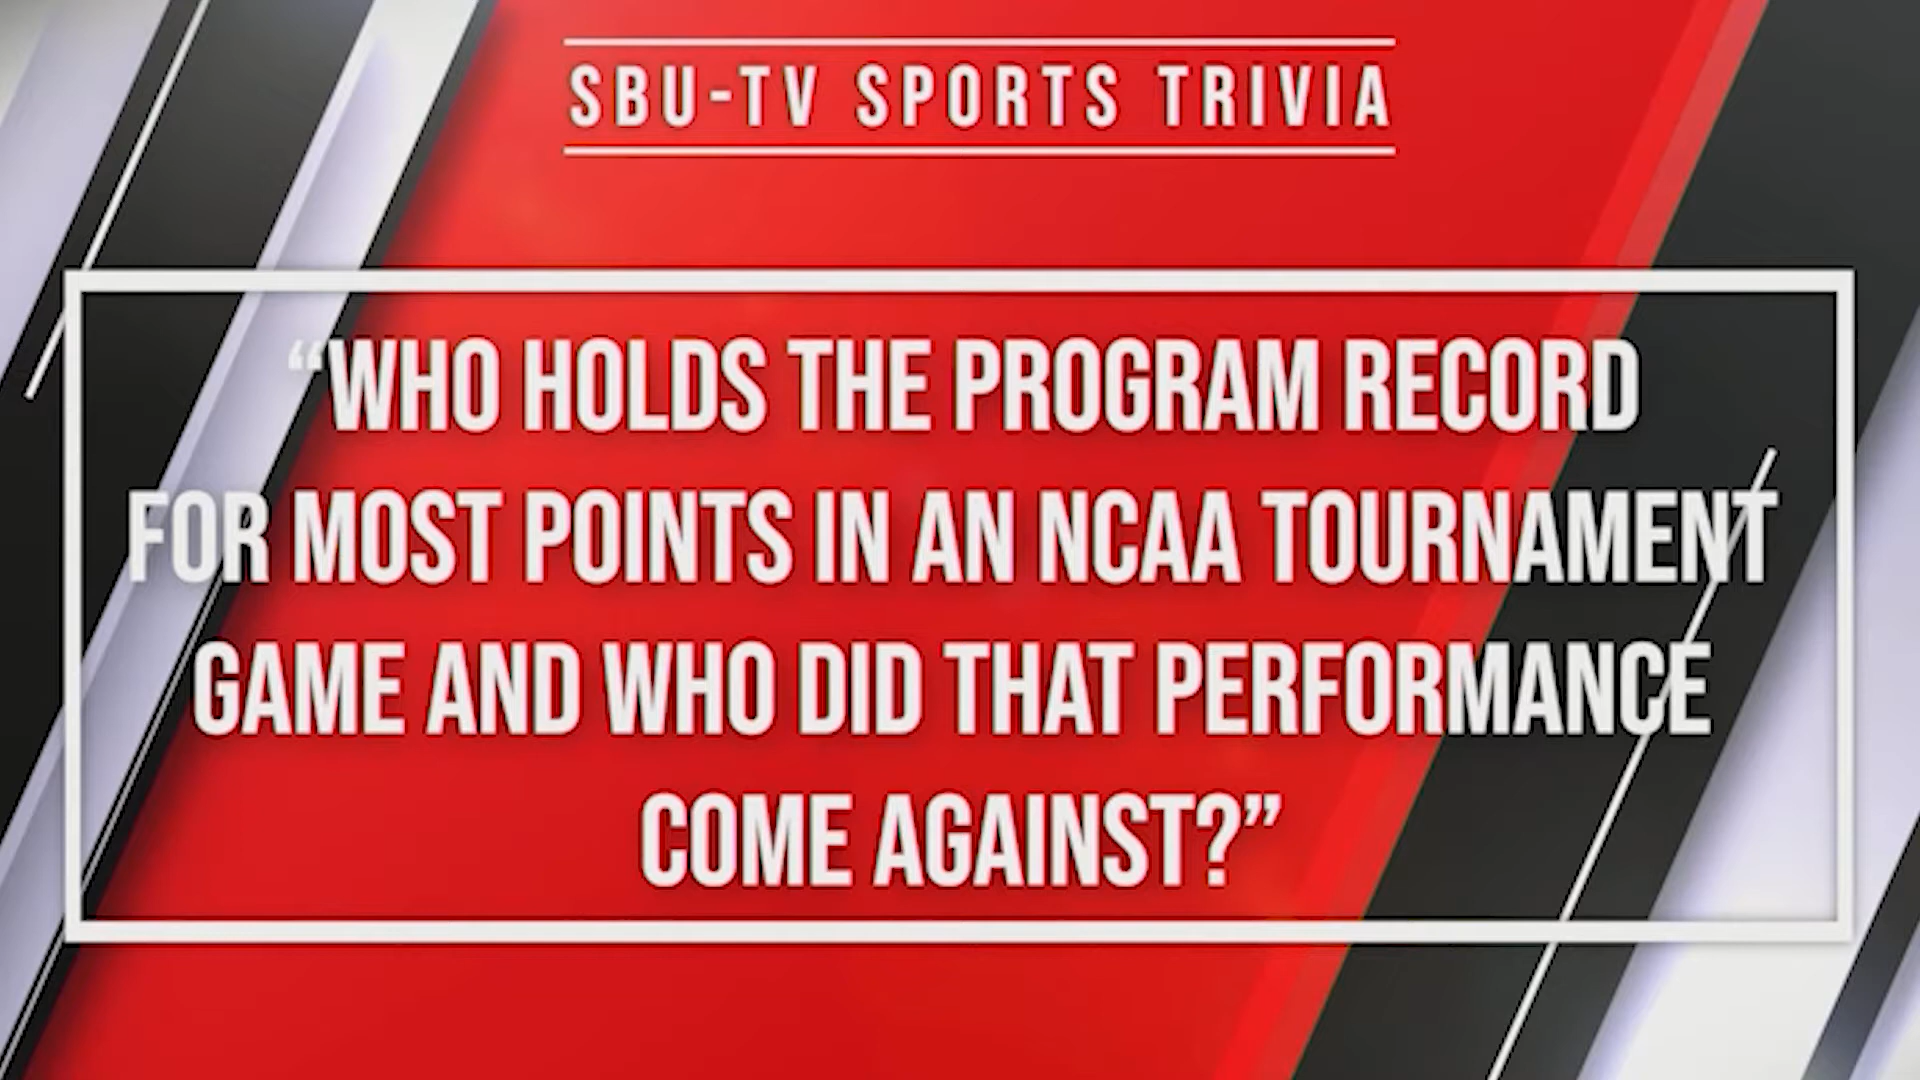 SBU-TV SPORTS TRIVIA
“WHO HOLDS THE PROGRAM RECORD
FOR MOST POINTS IN AN NCAA TOURNAMENT
GAME AND WHO DID THAT PERFORMANCE
COME AGAINST?”